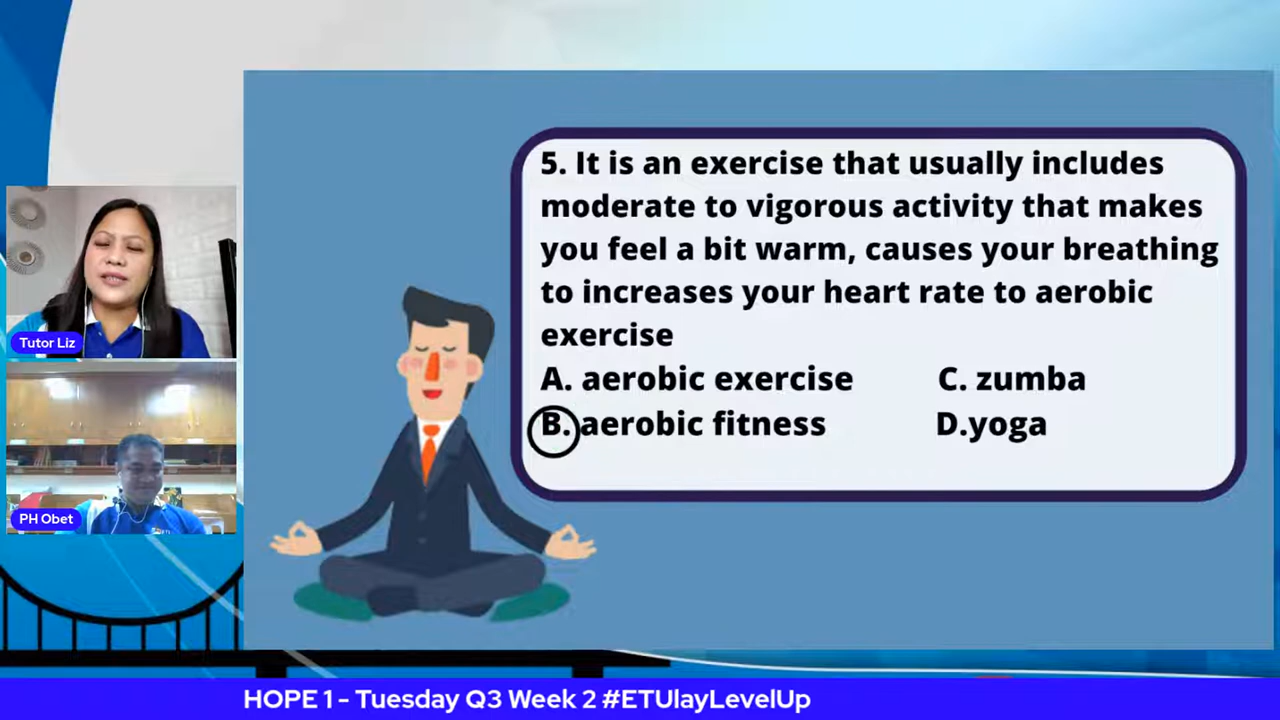 5. It is an exercise that usually includes
moderate to vigorous activity that makes
you feel a bit warm, causes your breathing
to increases your heart rate to aerobic
exercise
A. aerobic exercise C. zumba
B. aerobic fitness D.yoga
Tutor Liz
PH Obet
HOPE 1 - Tuesday Q3 Week 2 #ETUlayLevelUp